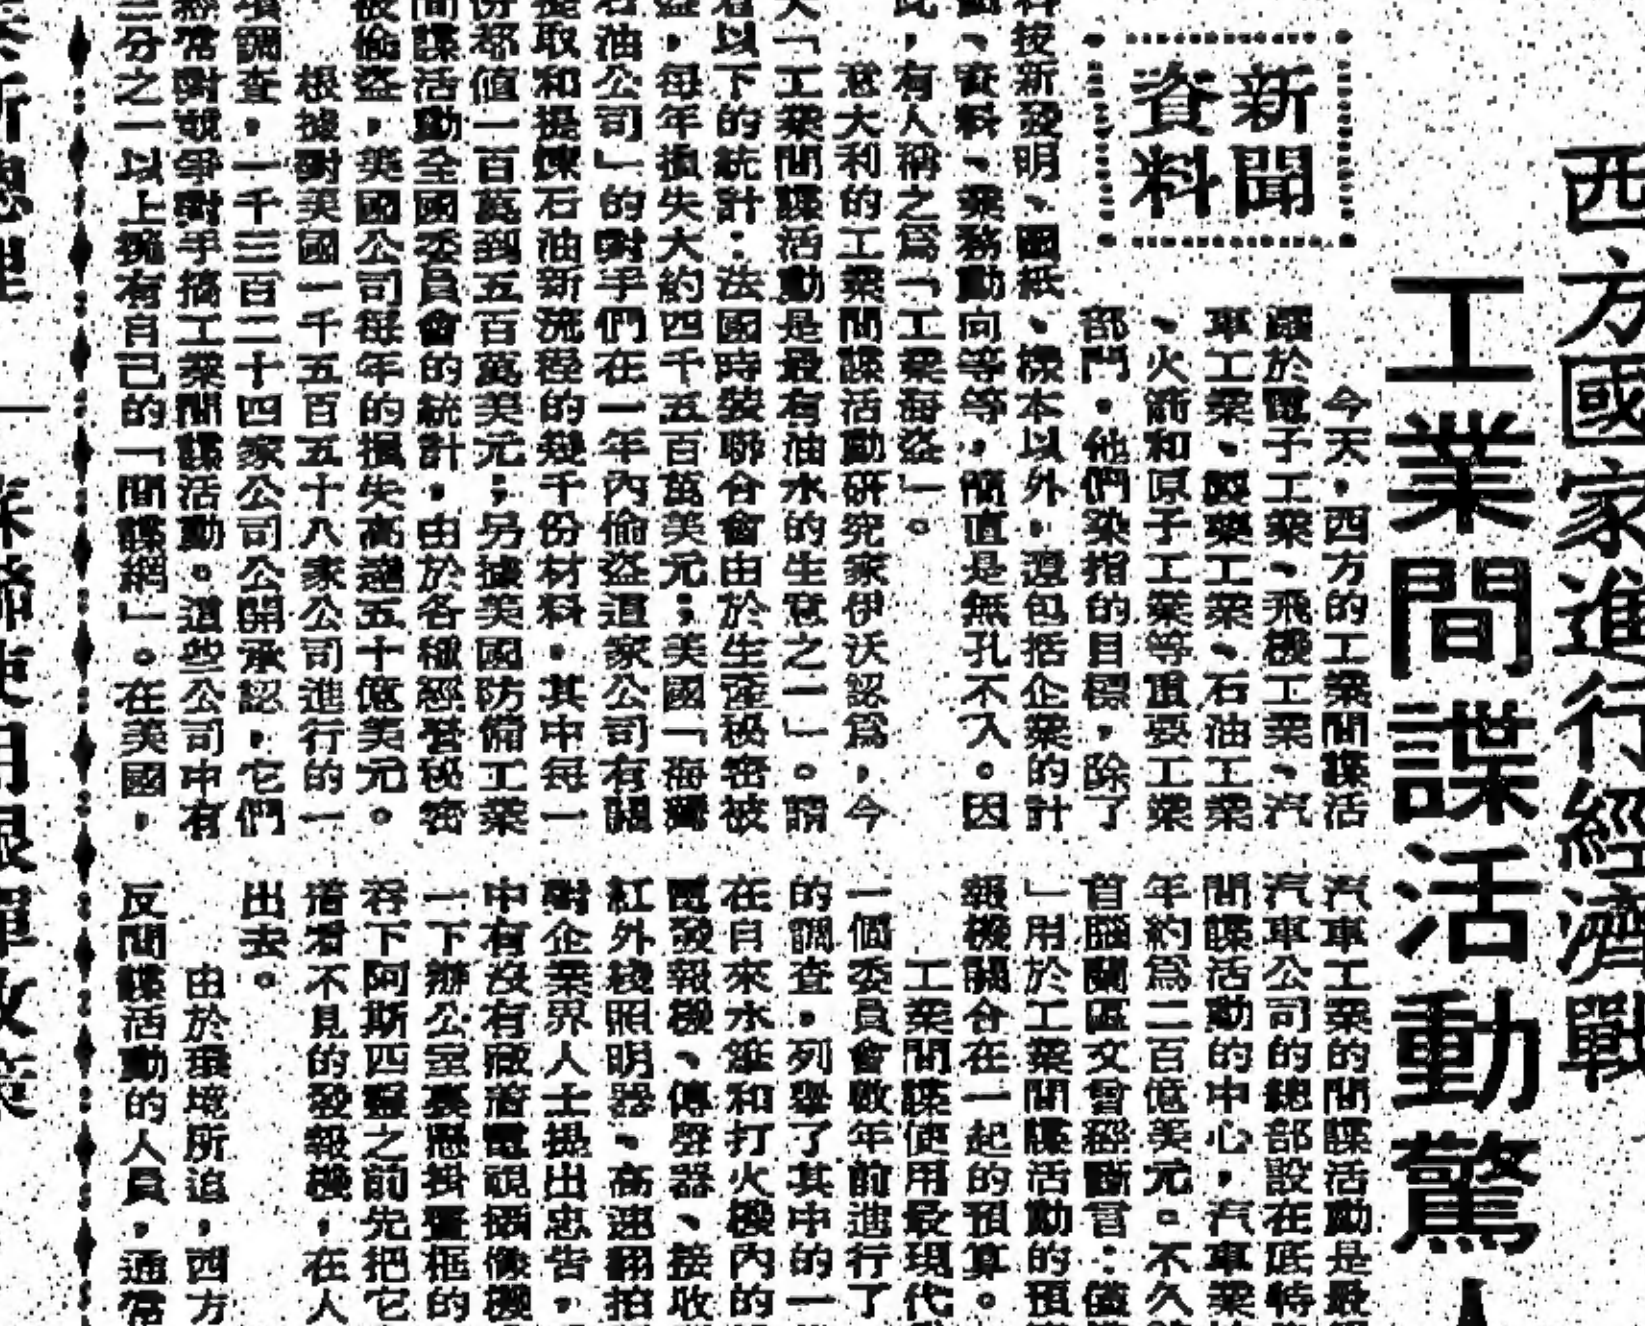 西方國家進行經濟戰
工業間諜活動驚人
新聞
資料
今天，西方的工業間諜活
躍於電子工業、飛機工業、汽
車工業、製藥工業、石油工業
、火箭和原子工業等重要工業
部門。他們染指的目標，除了
科技新發明、圖紙、樣本以外，還包括企業的計
、資料、業務動向等等，簡直是無孔不入。因
此，有人稱之爲「工業海盜」。
意大利的工業間諜活動研究家伊沃認爲，今
天「工業間諜活動是最有油水的生意之一」。請
看以下的統計：法國時裝聯合會由於生產秘密被
盜，每年損失大約四千五百萬美元；美國「海灣
石油公司」的對手們在一年內偷盜這家公司有關
提取和提煉石油新流程的幾千份材料。其中每一
份都值一百萬到五百萬美元；另據美國防備工業
間諜活動全國委員會的統計，由於各種經營秘密
被偷盜，美國公司每年的損失高達五十億美元。
根據對美國一千五百五十八家公司進行的一
項調查，一千三百二十四家公司公開承認，它們
經常對競爭對手搞工業間諜活動。這些公司中有
三分之一以上擁有自己的「間諜網」。在美國，
汽車工業的間諜活動是最
汽車公司的總部設在底特
間諜活動的中心，汽車業
年約爲二百億美元。不久
首腦蘭區文曾經斷言：儘
」用於工業間諜活動的預
報機關合在一起的預算。
工業間諜使用最現代
一個委員會數年前進行了
的調查，列舉了其中的一
在自來水筆和打火機內的
電發報機、傳聲器、接收
紅外綫照明器、高速翻拍
對企業界人士提出忠告，
中有沒有藏着電視攝像機
一下辦公室裏懸掛畫框的
吞下阿斯匹靈之前先把它
着看不見的發報機，在人
出去。
由於環境所迫，西方
反間諜活動的人員，通常